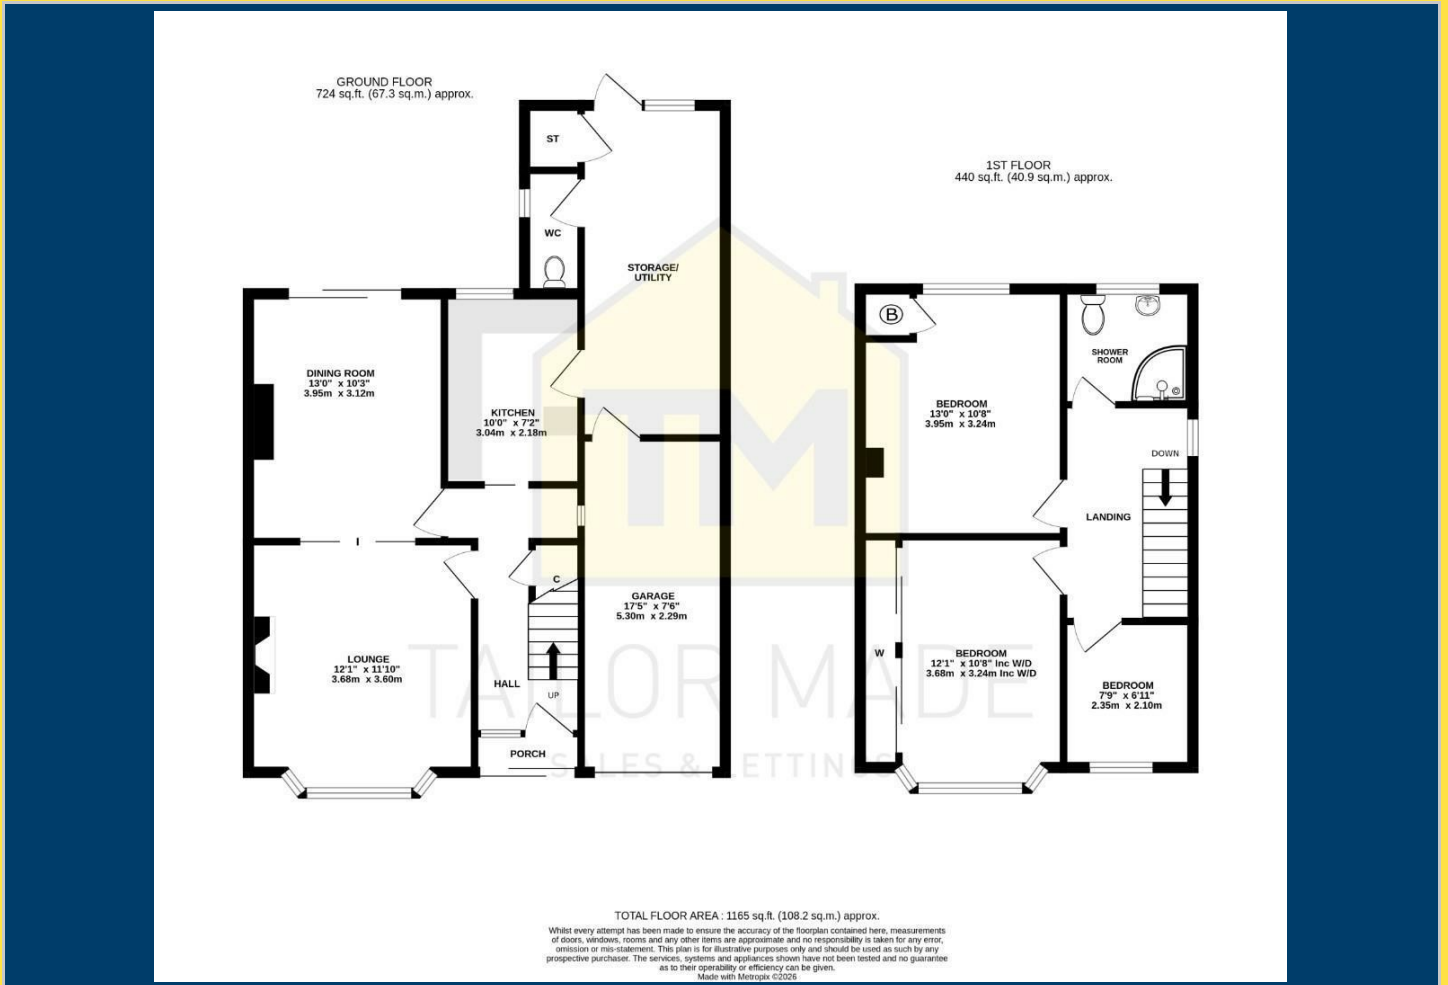 GROUND FLOOR
724 sq.ft. (67.3 sq.m.) approx.
ST
WC
STORAGE/
UTILITY
DINING ROOM
13'0" x 10'3"
3.95m x 3.12m
KITCHEN
10'0" x 7'2"
3.04m x 2.18m
C
GARAGE
17'5" x 7'6"
5.30m x 2.29m
LOUNGE
12'1" x 11'10"
3.68m x 3.60m
HALL
UP
PORCH
1ST FLOOR
440 sq.ft. (40.9 sq.m.) approx.
B
SHOWER
ROOM
BEDROOM
13'0" x 10'8"
3.95m x 3.24m
DOWN
LANDING
W
BEDROOM
12'1" x 10'8" Inc W/D
3.68m x 3.24m Inc W/D
BEDROOM
7'9" x 6'11"
2.35m x 2.10m
TM
TAILOR MADE
SALES & LETTINGS
TOTAL FLOOR AREA : 1165 sq.ft. (108.2 sq.m.) approx.
Whilst every attempt has been made to ensure the accuracy of the floorplan contained here, measurements
of doors, windows, rooms and any other items are approximate and no responsibility is taken for any error,
omission or mis-statement. This plan is for illustrative purposes only and should be used as such by any
prospective purchaser. The services, systems and appliances shown have not been tested and no guarantee
as to their operability or efficiency can be given.
Made with Metropix ©2026